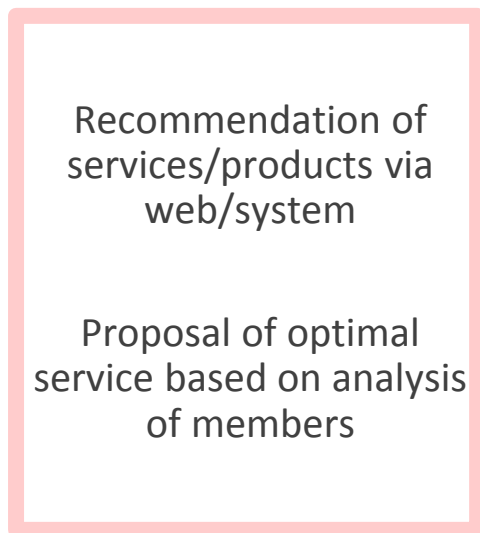 Recommendation of
services/products via
web/system
Proposal of optimal
service based on analysis
of members